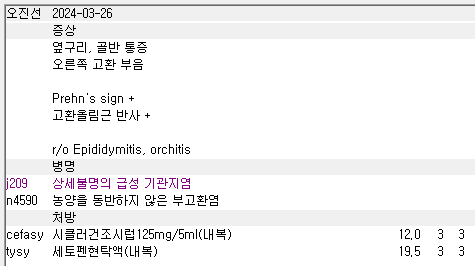 오진선 2024-03-26
증상
옆구리, 골반 통증
오른쪽 고환 부음
Prehn's sign +
고환올림근 반사 +
r/o Epididymitis, orchitis
병명
j209 상세불명의 급성 기관지염
n4590 농양을 동반하지 않은 부고환염
처방
cefasy 시클러건조시럽125mg/5ml(내복) 12,0 3 3
tysy 세토펜현탁액(내복) 19,5 3 3